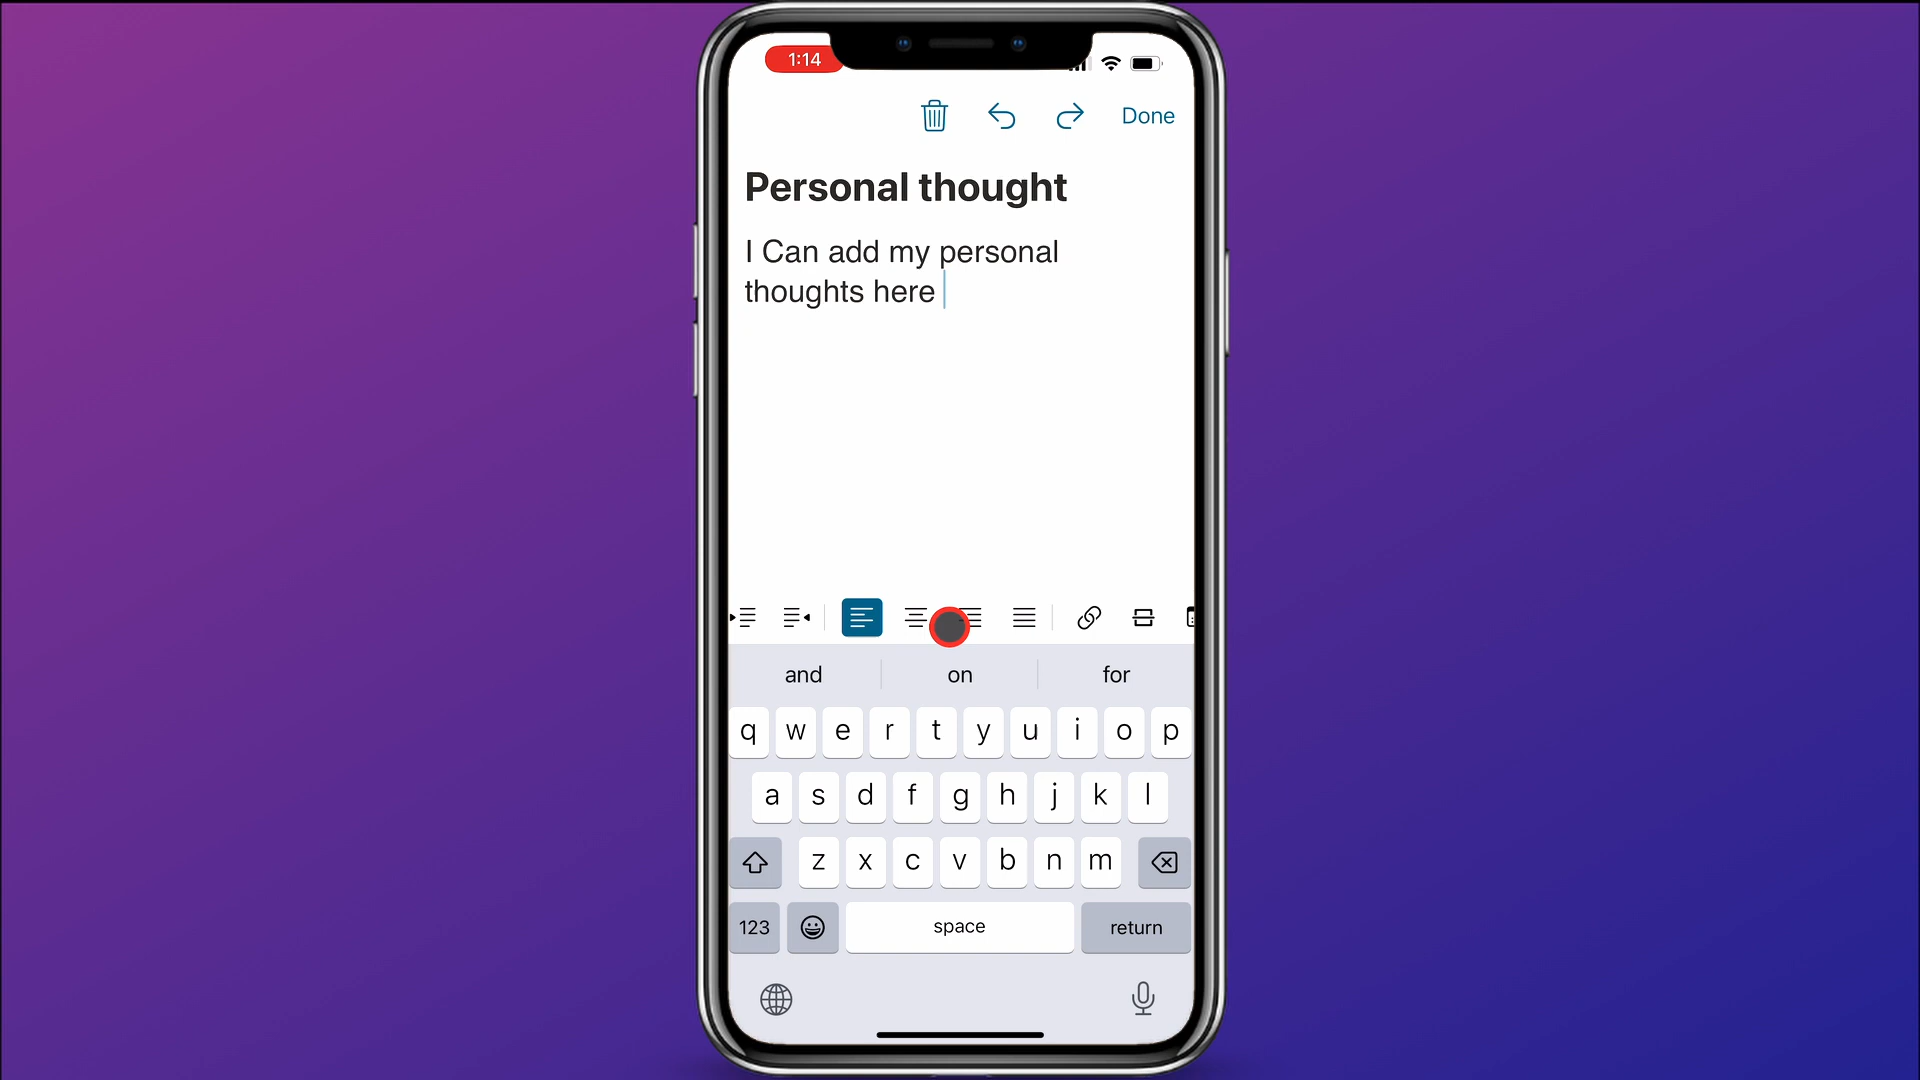 1:14
Done
Personal thought
I Can add my personal
thoughts here
and on for
q w e r t y u i o p
a s d f g h j k l
z x c v b n m
123 space return